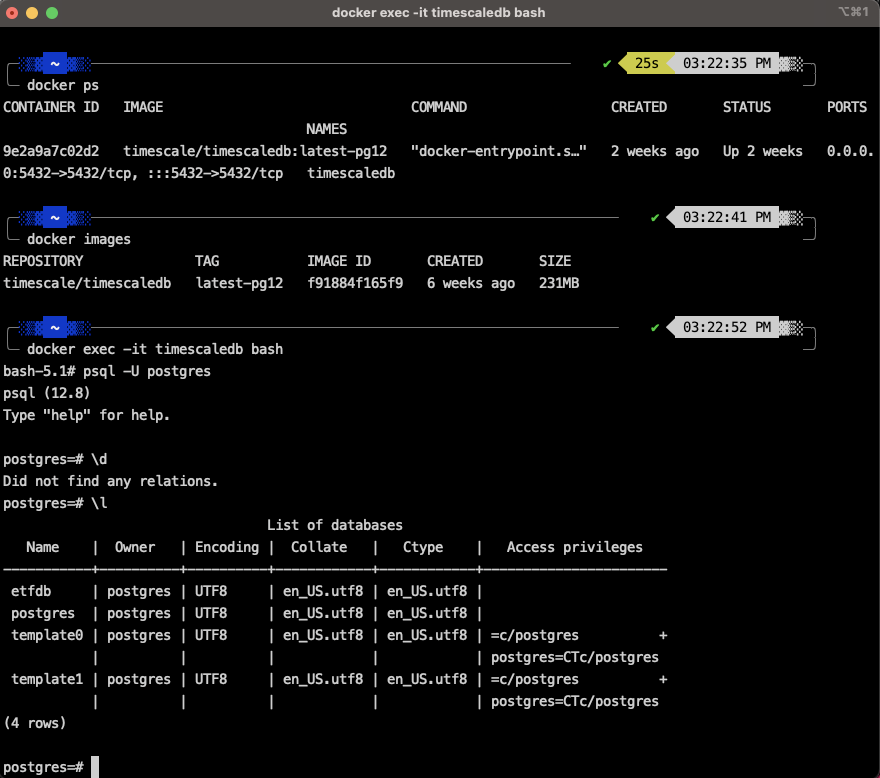 docker exec -it timescaledb bash
⌥⌘1
~ ✔ 25s 03:22:35 PM
docker ps
CONTAINER ID   IMAGE                               COMMAND                  CREATED       STATUS       PORTS
                                      NAMES
9e2a9a7c02d2   timescale/timescaledb:latest-pg12   "docker-entrypoint.s…"   2 weeks ago   Up 2 weeks   0.0.0.
0:5432->5432/tcp, :::5432->5432/tcp   timescaledb
~ ✔ 03:22:41 PM
docker images
REPOSITORY              TAG           IMAGE ID       CREATED       SIZE
timescale/timescaledb   latest-pg12   f91884f165f9   6 weeks ago   231MB
~ ✔ 03:22:52 PM
docker exec -it timescaledb bash
bash-5.1# psql -U postgres
psql (12.8)
Type "help" for help.
postgres=# \d
Did not find any relations.
postgres=# \l
                                 List of databases
   Name    |  Owner   | Encoding |  Collate   |   Ctype    |   Access privileges
-----------+----------+----------+------------+------------+-----------------------
 etfdb     | postgres | UTF8     | en_US.utf8 | en_US.utf8 |
 postgres  | postgres | UTF8     | en_US.utf8 | en_US.utf8 |
 template0 | postgres | UTF8     | en_US.utf8 | en_US.utf8 | =c/postgres          +
           |          |          |            |            | postgres=CTc/postgres
 template1 | postgres | UTF8     | en_US.utf8 | en_US.utf8 | =c/postgres          +
           |          |          |            |            | postgres=CTc/postgres
(4 rows)
postgres=#